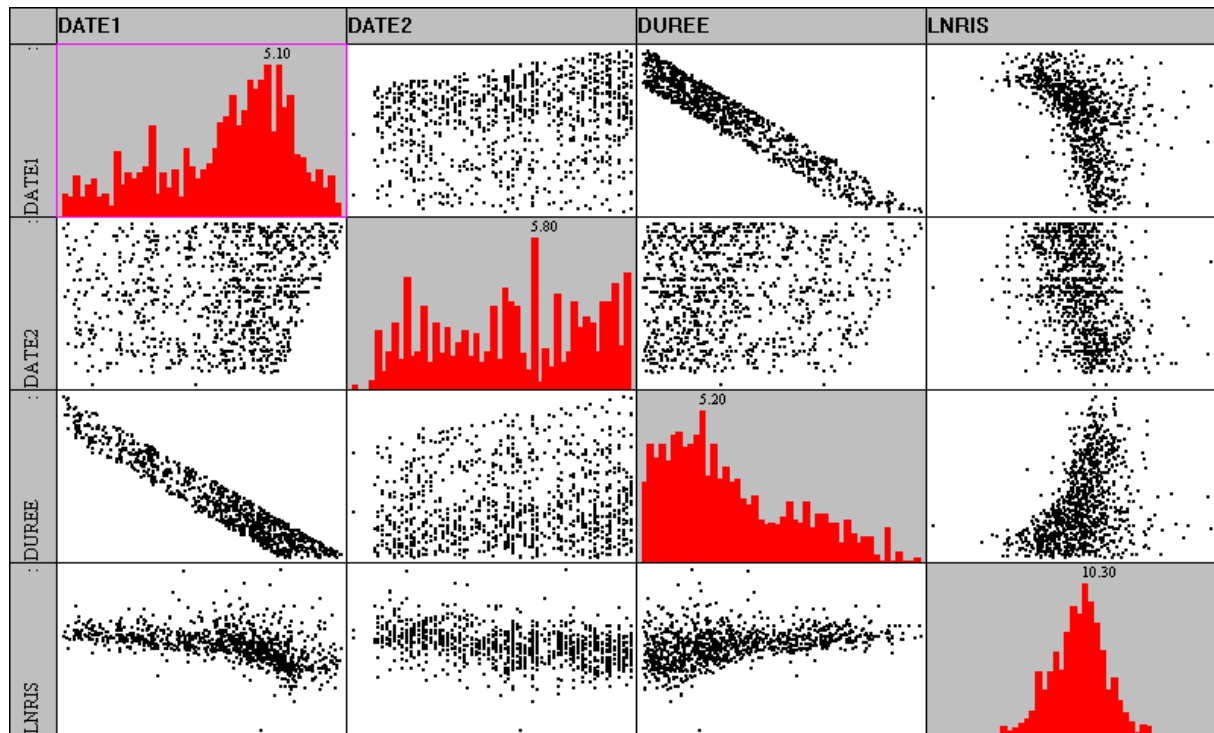 DATE1 DATE2 DUREE LNRIS
5.10
DATE1
5.80
DATE2
5.20
DUREE
10.30
LNRIS